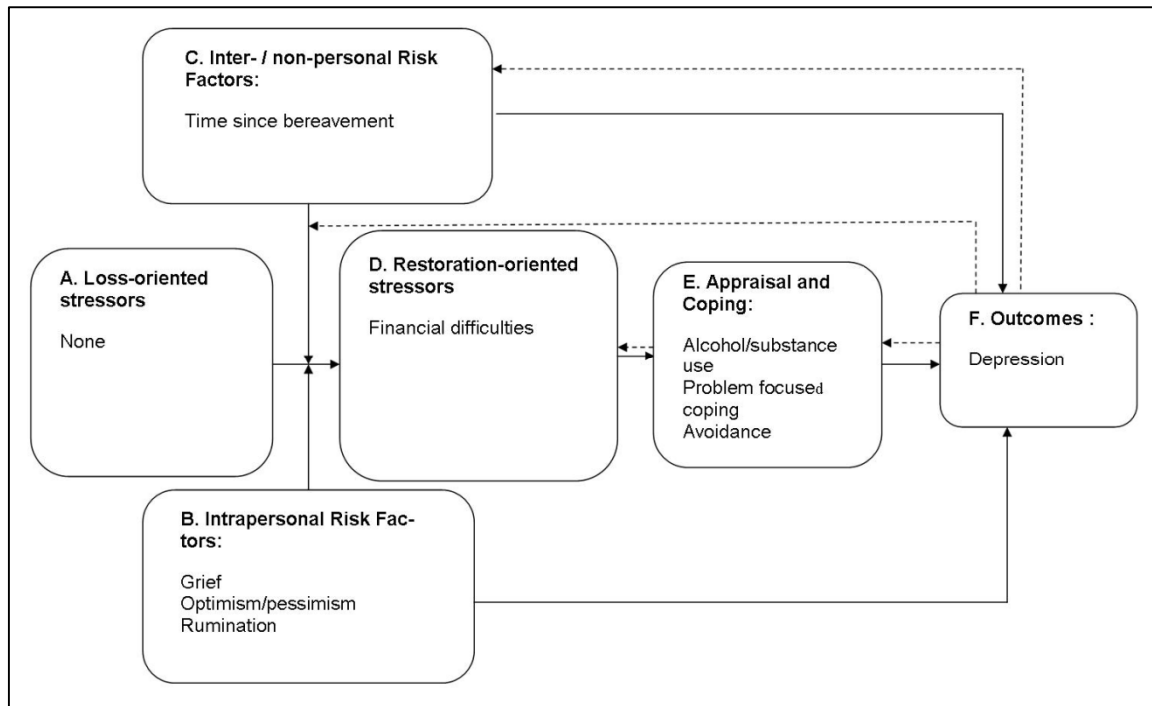 C. Inter- / non-personal Risk
Factors:
Time since bereavement
A. Loss-oriented
stressors
None
D. Restoration-oriented
stressors
Financial difficulties
E. Appraisal and
Coping:
Alcohol/substance
use
Problem focused
coping
Avoidance
F. Outcomes :
Depression
B. Intrapersonal Risk Fac-
tors:
Grief
Optimism/pessimism
Rumination